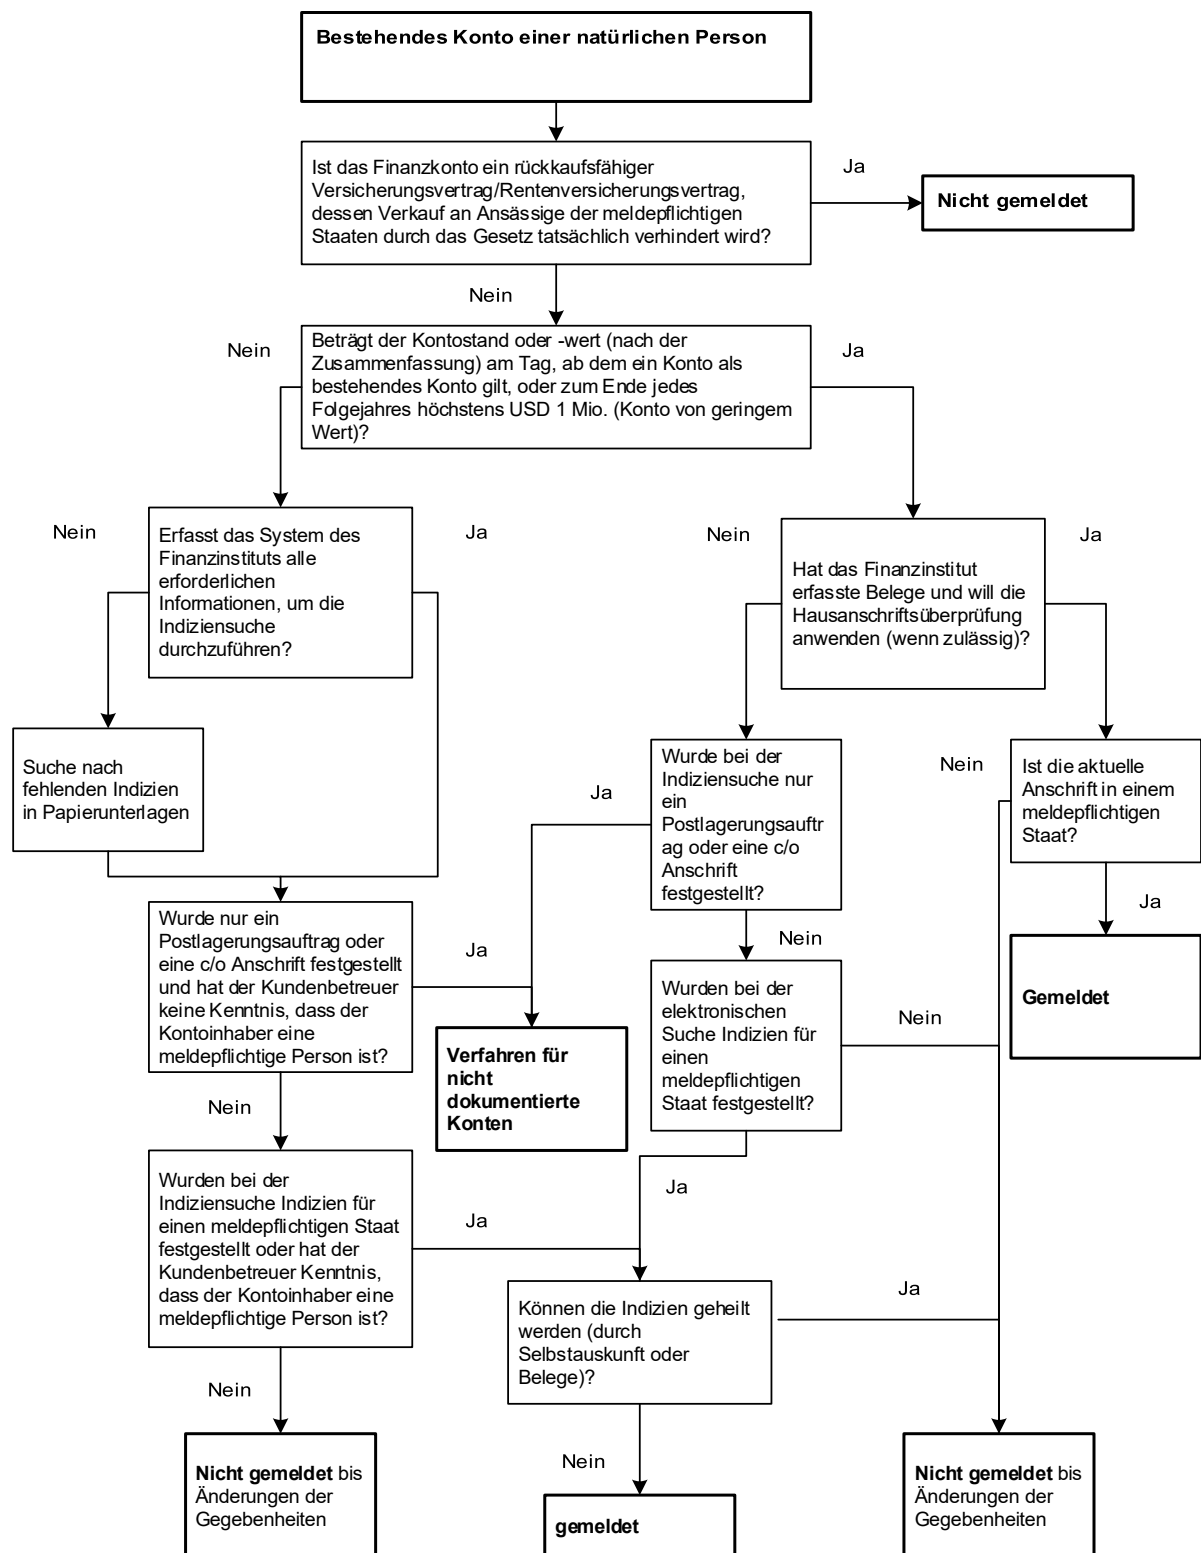 Bestehendes Konto einer natürlichen Person
Ist das Finanzkonto ein rückkaufsfähiger
Versicherungsvertrag/Rentenversicherungsvertrag,
dessen Verkauf an Ansässige der meldepflichtigen
Staaten durch das Gesetz tatsächlich verhindert wird?
Ja
Nicht gemeldet
Nein
Nein
Beträgt der Kontostand oder -wert (nach der
Zusammenfassung) am Tag, ab dem ein Konto als
bestehendes Konto gilt, oder zum Ende jedes
Folgejahres höchstens USD 1 Mio. (Konto von geringem
Wert)?
Ja
Nein
Erfasst das System des
Finanzinstituts alle
erforderlichen
Informationen, um die
Indiziensuche
durchzuführen?
Ja
Nein
Hat das Finanzinstitut
erfasste Belege und will die
Hausanschriftsüberprüfung
anwenden (wenn zulässig)?
Ja
Suche nach
fehlenden Indizien
in Papierunterlagen
Ja
Wurde bei der
Indiziensuche nur
ein
Postlagerungsauftr
ag oder eine c/o
Anschrift
festgestellt?
Nein
Ist die aktuelle
Anschrift in einem
meldepflichtigen
Staat?
Ja
Wurde nur ein
Postlagerungsauftrag oder
eine c/o Anschrift festgestellt
und hat der Kundenbetreuer
keine Kenntnis, dass der
Kontoinhaber eine
meldepflichtige Person ist?
Ja
Nein
Verfahren für
nicht
dokumentierte
Konten
Wurden bei der
elektronischen
Suche Indizien für
einen
meldepflichtigen
Staat festgestellt?
Nein
Gemeldet
Nein
Wurden bei der
Indiziensuche Indizien für
einen meldepflichtigen Staat
festgestellt oder hat der
Kundenbetreuer Kenntnis,
dass der Kontoinhaber eine
meldepflichtige Person ist?
Ja
Ja
Können die Indizien geheilt
werden (durch
Selbstauskunft oder
Belege)?
Ja
Nein
Nein
Nicht gemeldet bis
Änderungen der
Gegebenheiten
gemeldet
Nicht gemeldet bis
Änderungen der
Gegebenheiten